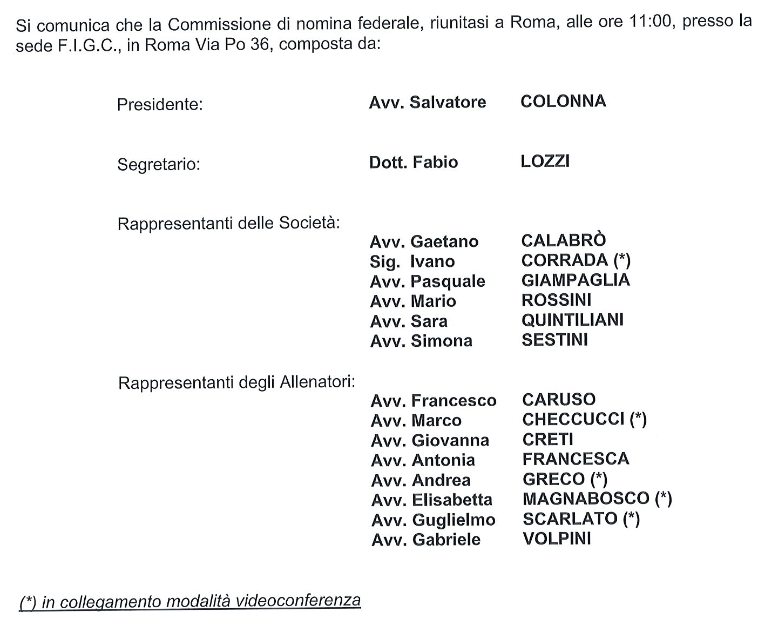 Si comunica che la Commissione di nomina federale, riunitasi a Roma, alle ore 11:00, presso la
sede F.I.G.C., in Roma Via Po 36, composta da:
Presidente: Avv. Salvatore COLONNA
Segretario: Dott. Fabio LOZZI
Rappresentanti delle Società:
Avv. Gaetano CALABRÒ
Sig. Ivano CORRADA (*)
Avv. Pasquale GIAMPAGLIA
Avv. Mario ROSSINI
Avv. Sara QUINTILIANI
Avv. Simona SESTINI
Rappresentanti degli Allenatori:
Avv. Francesco CARUSO
Avv. Marco CHECCUCCI (*)
Avv. Giovanna CRETI
Avv. Antonia FRANCESCA
Avv. Andrea GRECO (*)
Avv. Elisabetta MAGNABOSCO (*)
Avv. Guglielmo SCARLATO (*)
Avv. Gabriele VOLPINI
(*) in collegamento modalità videoconferenza